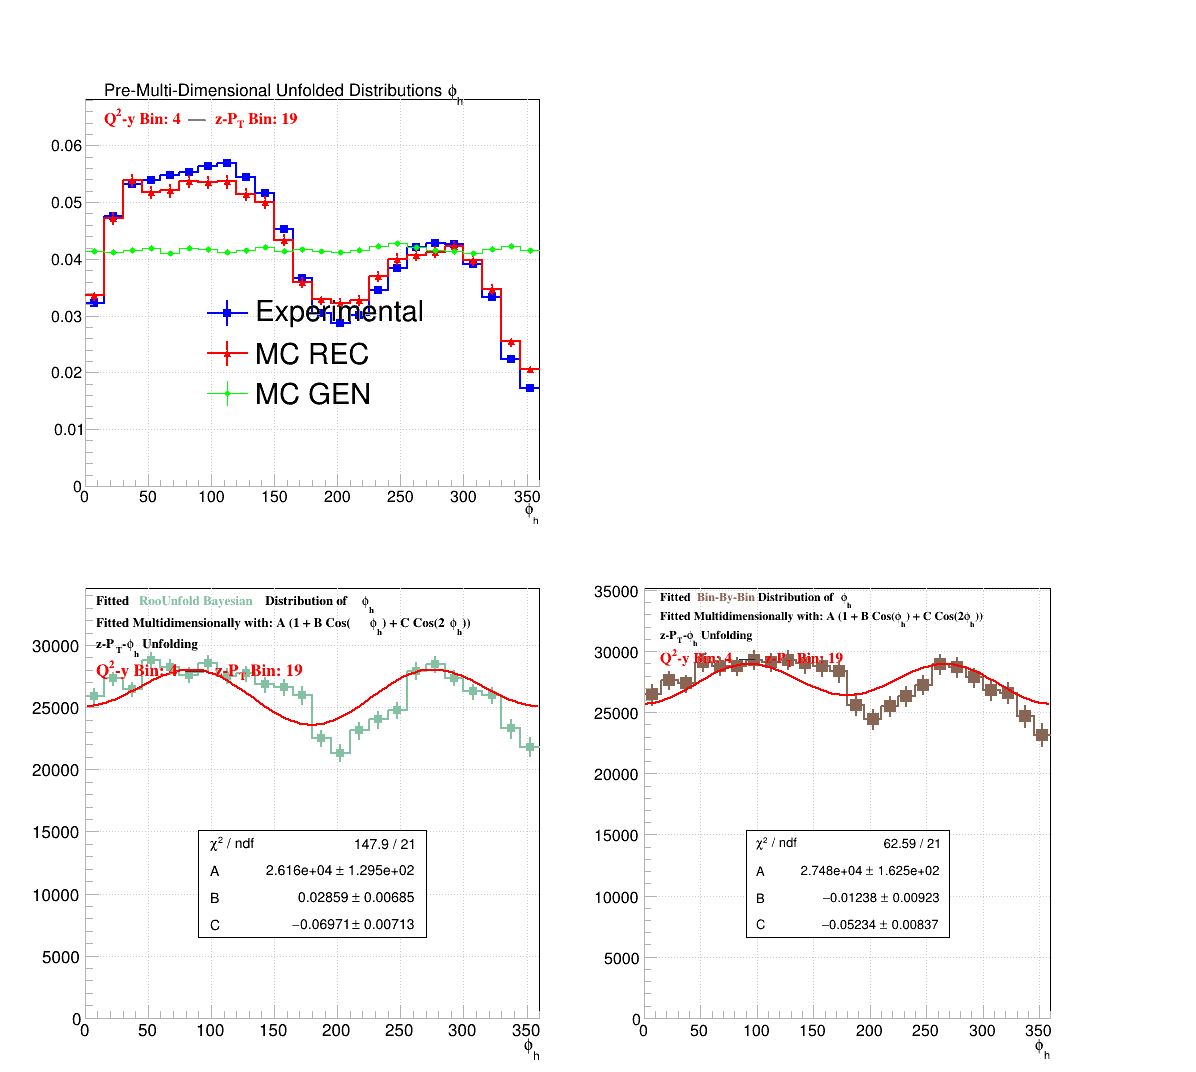 Pre-Multi-Dimensional Unfolded Distributions ϕh
Q2-y Bin: 4 — z-PT Bin: 19
0.06
0.05
0.04
0.03
0.02
0.01
0
Experimental
MC REC
MC GEN
0 50 100 150 200 250 300 350
ϕh
Fitted RooUnfold Bayesian Distribution of ϕh
Fitted Multidimensionally with: A (1 + B Cos( ϕh) + C Cos(2 ϕh))
z-PT-ϕh Unfolding
Q2-y Bin: 4 — z-PT Bin: 19
30000
25000
20000
15000
10000
5000
0
χ2 / ndf 147.9 / 21
A 2.616e+04 ± 1.295e+02
B 0.02859 ± 0.00685
C −0.06971 ± 0.00713
0 50 100 150 200 250 300 350
ϕh
Fitted Bin-By-Bin Distribution of ϕh
Fitted Multidimensionally with: A (1 + B Cos(ϕh) + C Cos(2ϕh))
z-PT-ϕh Unfolding
Q2-y Bin: 4 — z-PT Bin: 19
35000
30000
25000
20000
15000
10000
5000
0
χ2 / ndf 62.59 / 21
A 2.748e+04 ± 1.625e+02
B −0.01238 ± 0.00923
C −0.05234 ± 0.00837
0 50 100 150 200 250 300 350
ϕh